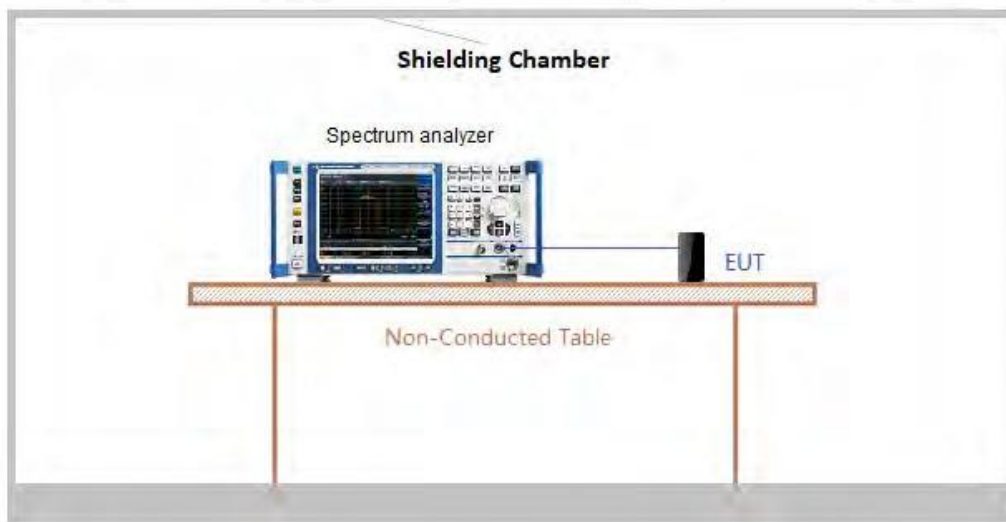 Shielding Chamber
Spectrum analyzer
EUT
Non-Conducted Table